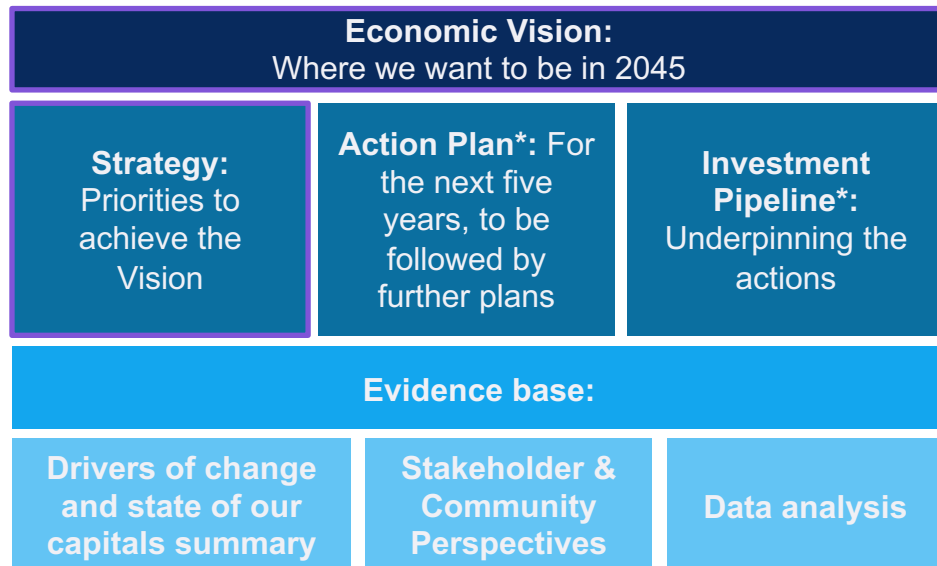 Economic Vision:
Where we want to be in 2045
Strategy:
Priorities to
achieve the
Vision
Action Plan*: For
the next five
years, to be
followed by
further plans
Investment
Pipeline*:
Underpinning the
actions
Evidence base:
Drivers of change
and state of our
capitals summary
Stakeholder &
Community
Perspectives
Data analysis